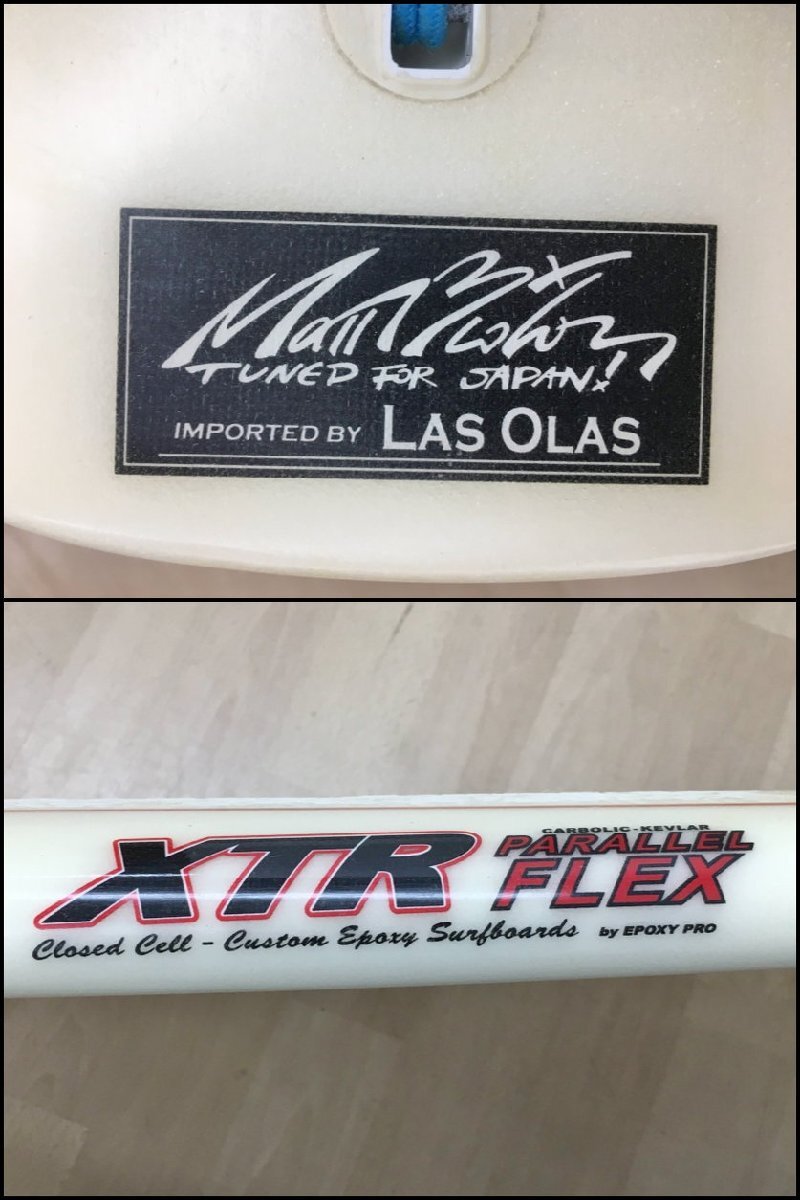 Matt
TUNED FOR JAPAN!
IMPORTED BY LAS OLAS
XTR
CARBOLIC-KEVLAR
PARALLEL
FLEX
Closed Cell - Custom Epoxy Surfboards by EPOXY PRO